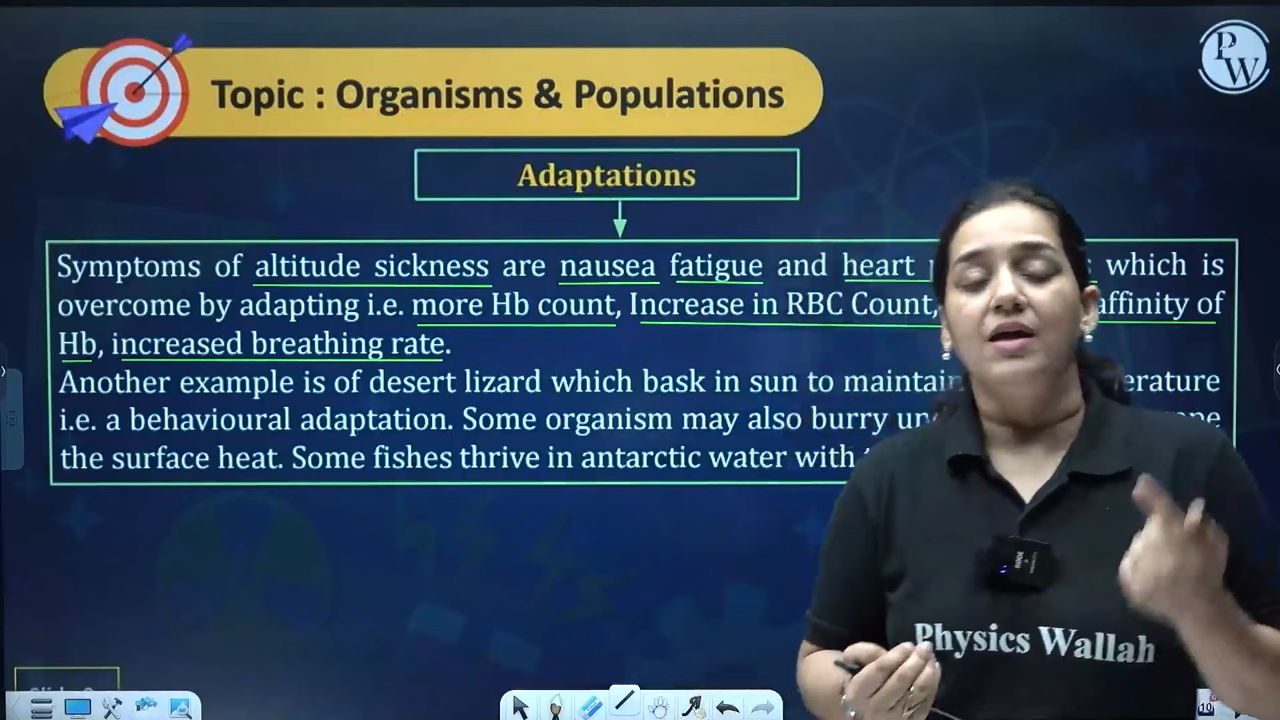 PW
Topic : Organisms & Populations
Adaptations
Symptoms of altitude sickness are nausea fatigue and heart which is
overcome by adapting i.e. more Hb count, Increase in RBC Count, affinity of
Hb, increased breathing rate.
Another example is of desert lizard which bask in sun to maintain
i.e. a behavioural adaptation. Some organism may also burry
the surface heat. Some fishes thrive in antarctic water with
Physics Wallah
10